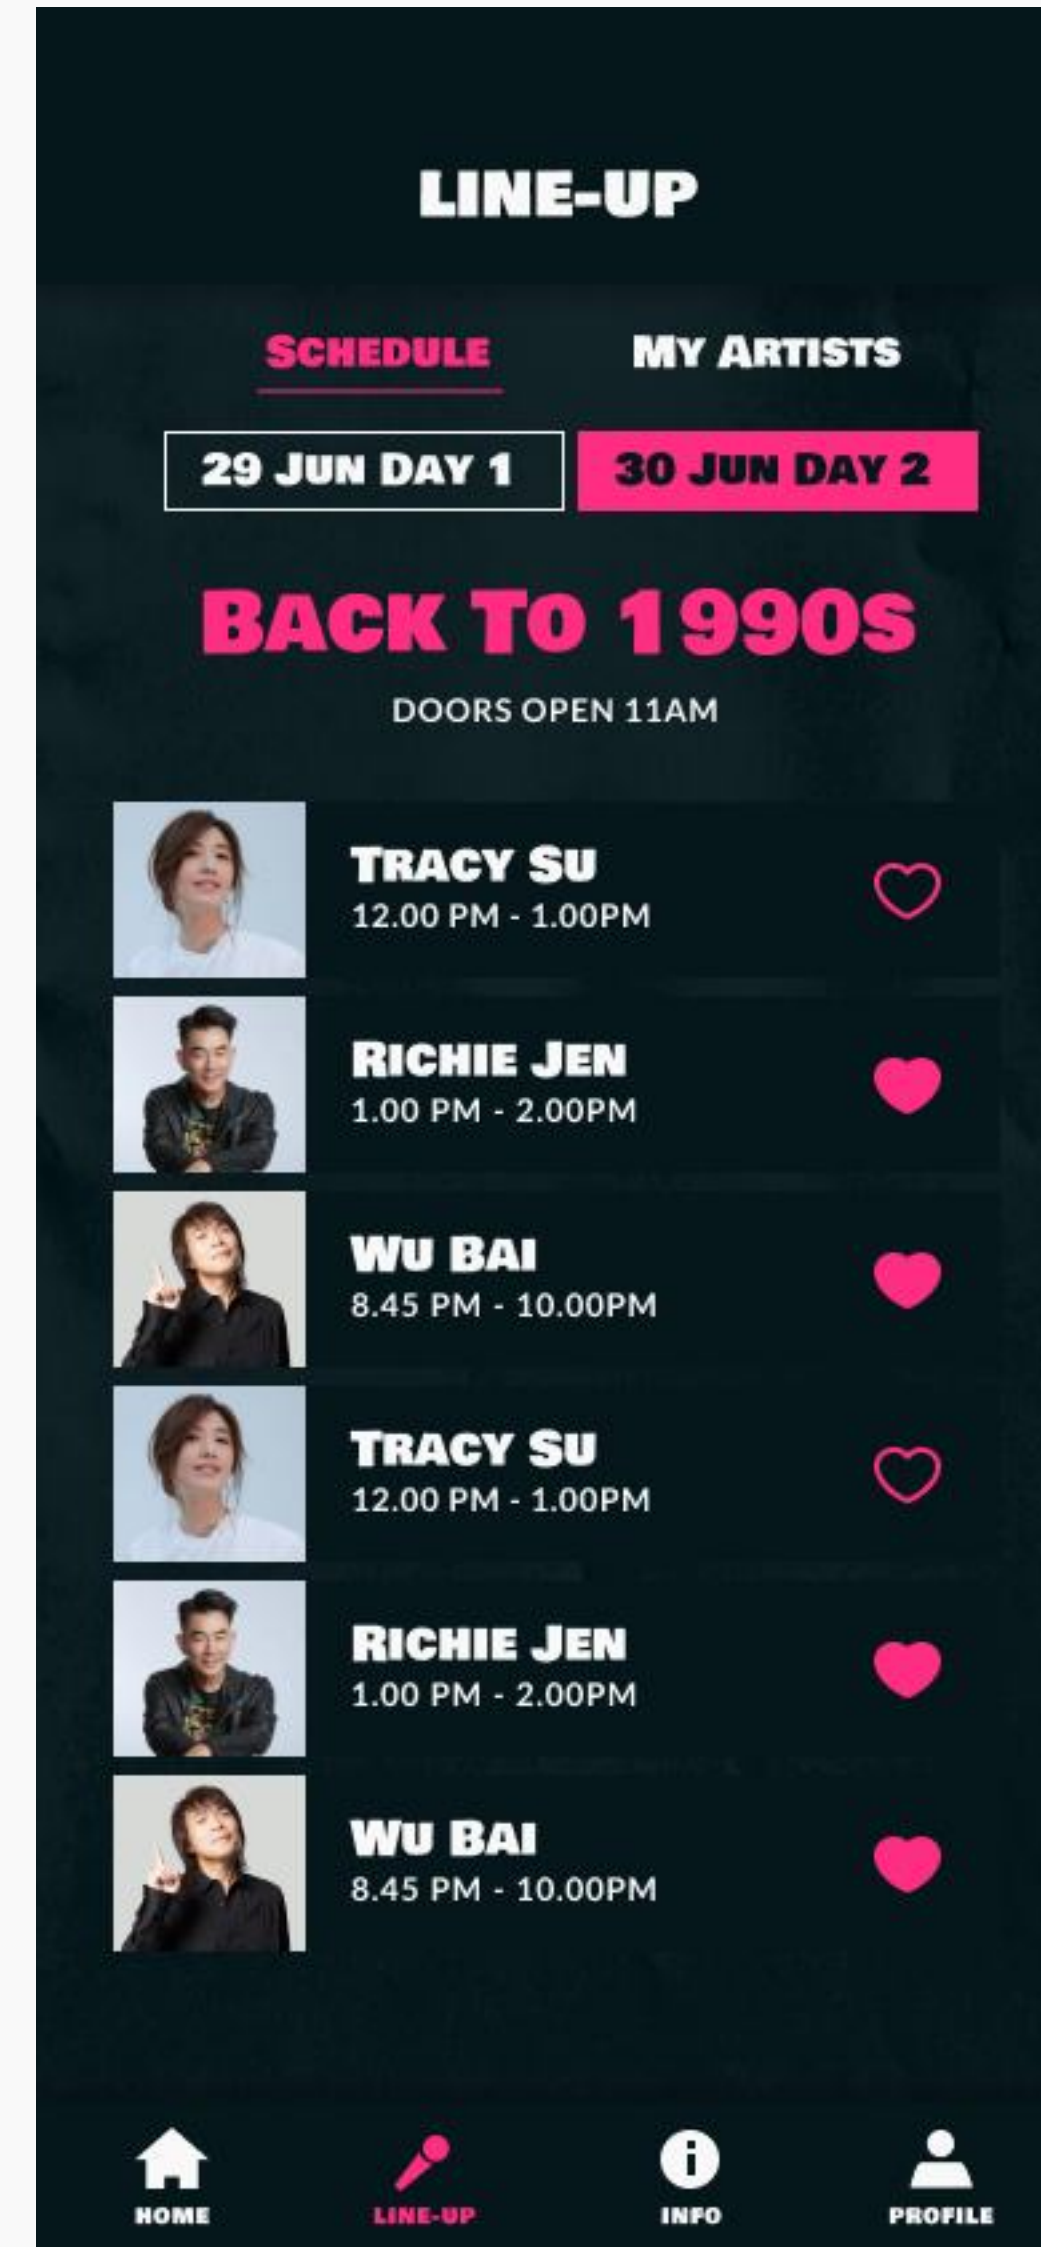 LINE-UP
SCHEDULE
MY ARTISTS
29 JUN DAY 1
30 JUN DAY 2
BACK TO 1990S
DOORS OPEN 11AM
TRACY SU
12.00 PM - 1.00PM
RICHIE JEN
1.00 PM - 2.00PM
WU BAI
8.45 PM - 10.00PM
TRACY SU
12.00 PM - 1.00PM
RICHIE JEN
1.00 PM - 2.00PM
WU BAI
8.45 PM - 10.00PM
HOME
LINE-UP
INFO
PROFILE